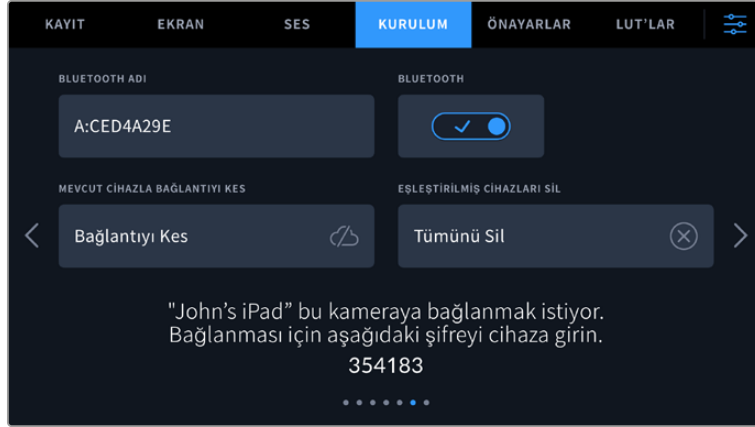 KAYIT EKRAN SES KURULUM ÖNAYARLAR LUT'LAR
BLUETOOTH ADI BLUETOOTH
A:CED4A29E
MEVCUT CİHAZLA BAĞLANTIYI KES EŞLEŞTİRİLMİŞ CİHAZLARI SİL
Bağlantıyı Kes Tümünü Sil
"John's iPad” bu kameraya bağlanmak istiyor.
Bağlanması için aşağıdaki şifreyi cihaza girin.
354183